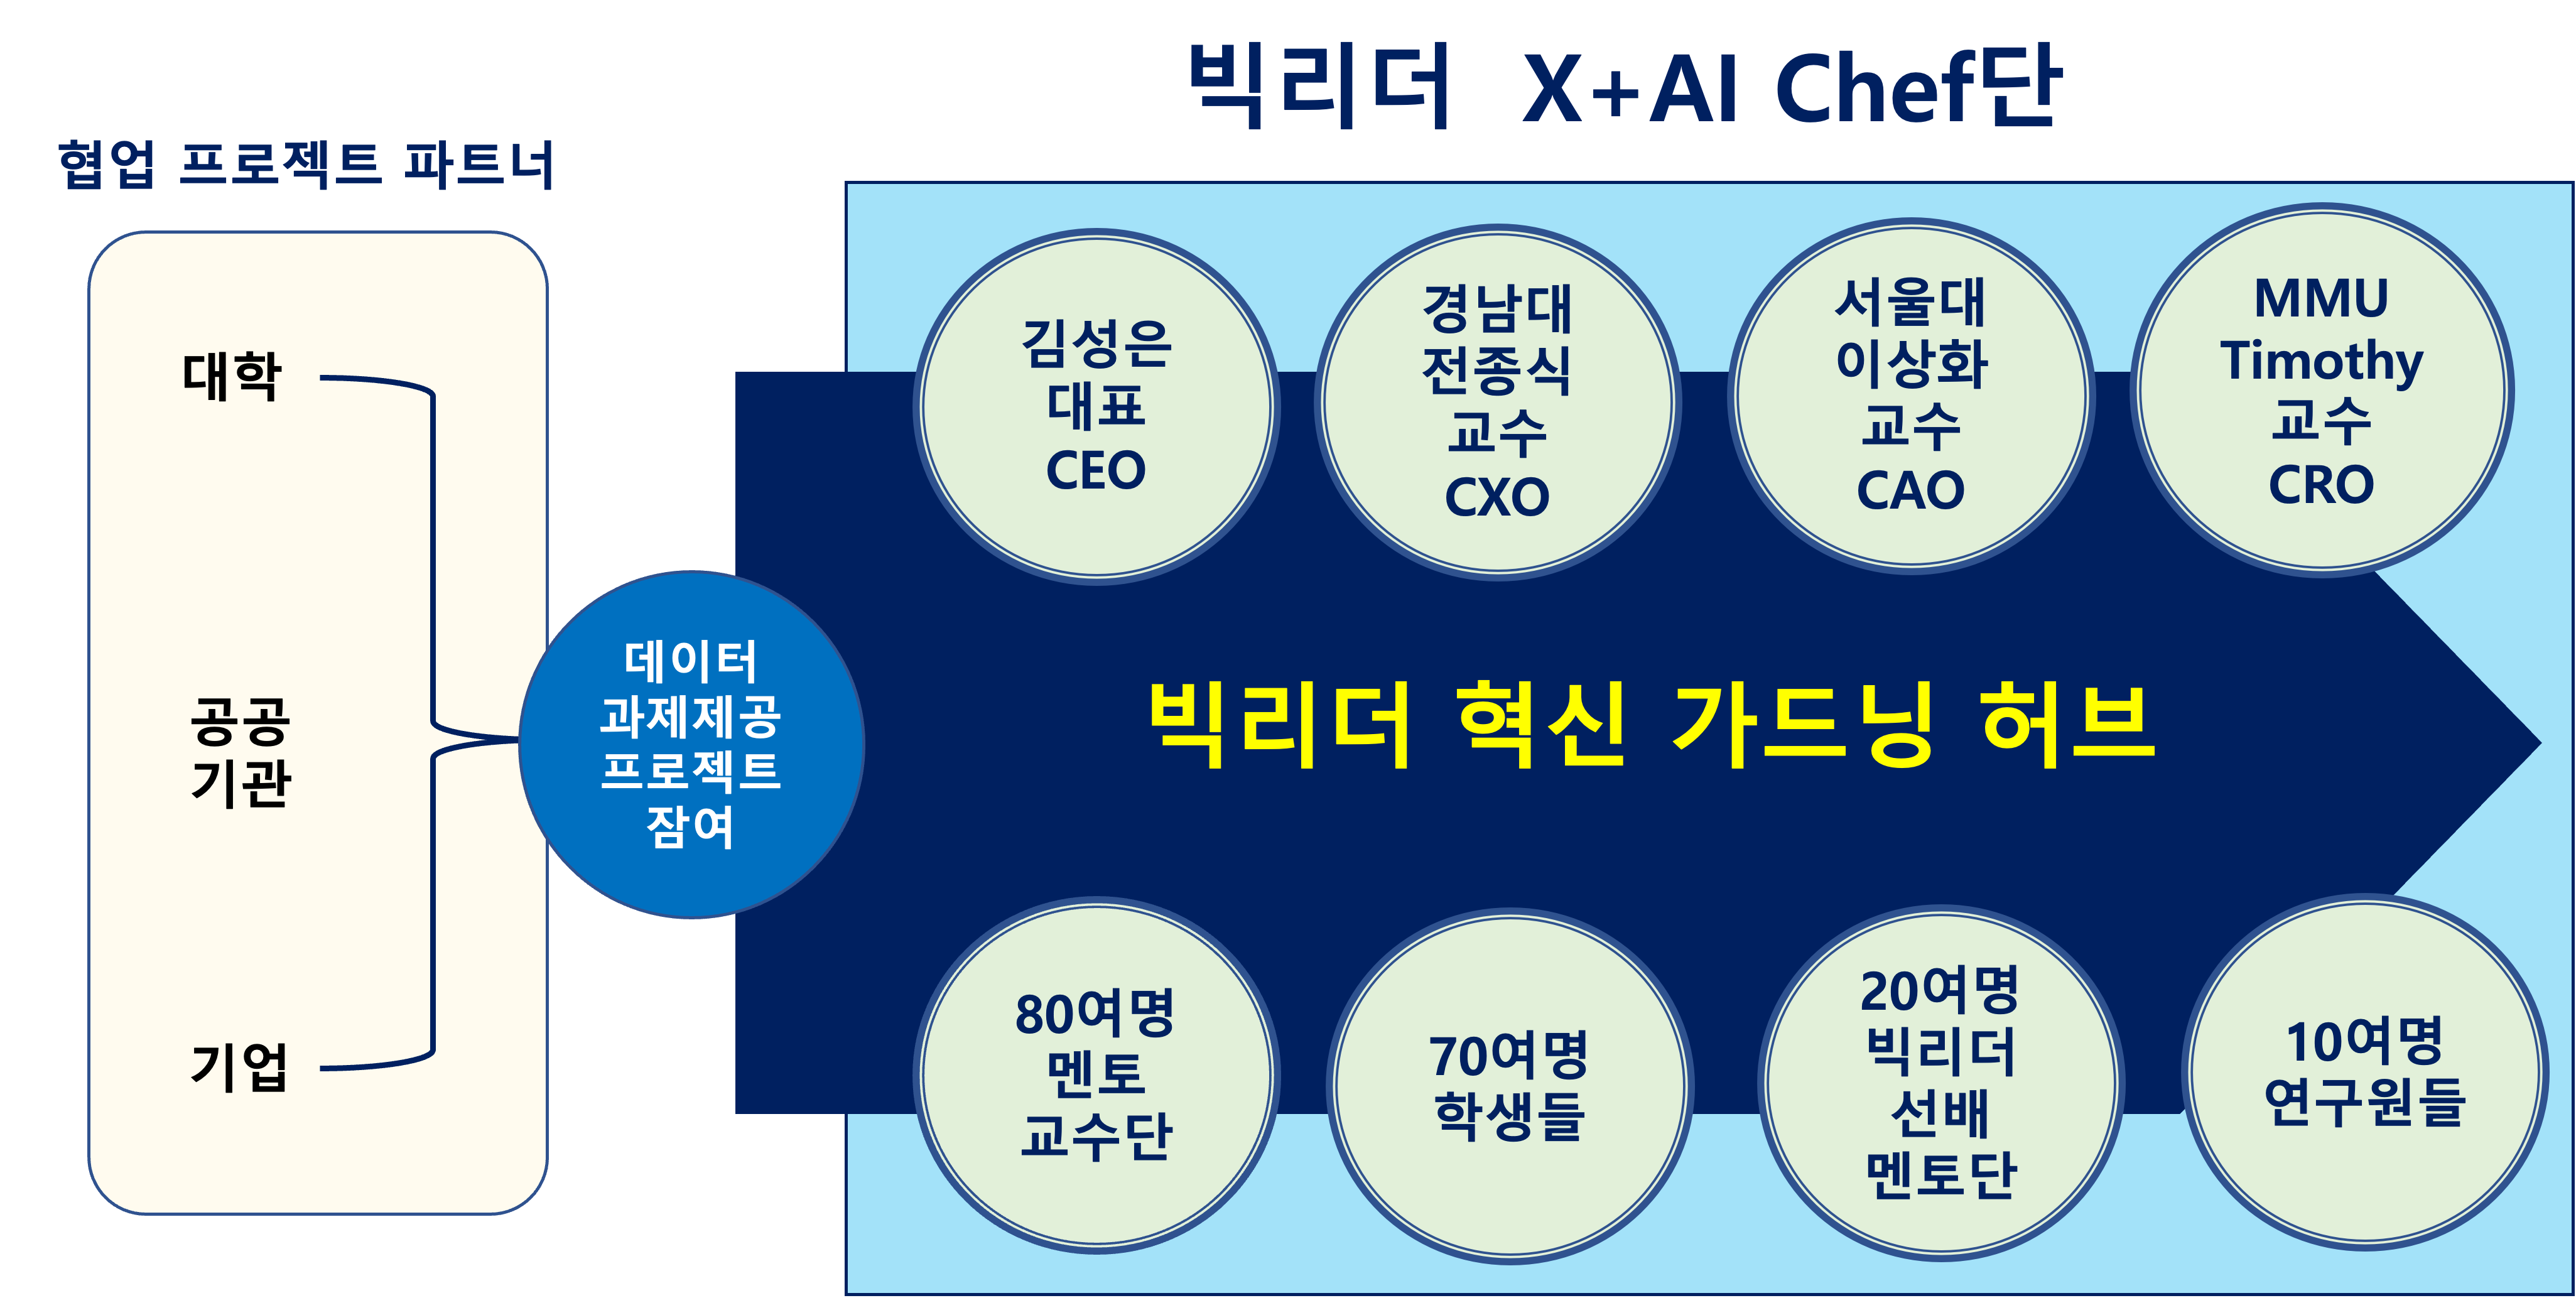 빅리더 X+AI Chef단
협업 프로젝트 파트너
대학
공공
기관
기업
데이터
과제제공
프로젝트
잠여
김성은
대표
CEO
경남대
전종식
교수
CXO
서울대
이상화
교수
CAO
MMU
Timothy
교수
CRO
빅리더 혁신 가드닝 허브
80여명
멘토
교수단
70여명
학생들
20여명
빅리더
선배
멘토단
10여명
연구원들